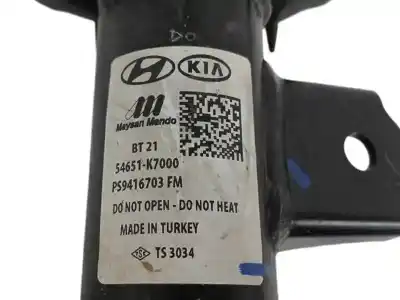 DO
KIA
Maysan Mando
BT 21
54651-K7000
PS9416703 FM
DO NOT OPEN - DO NOT HEAT
MADE IN TURKEY
TSE TS 3034